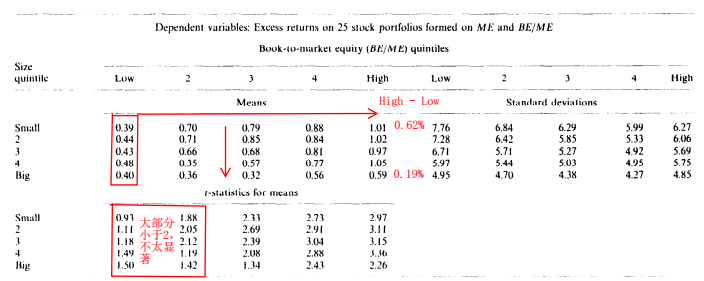 Dependent variables: Excess returns on 25 stock portfolios formed on ME and BE/ME
Book-to-market equity (BE/ME) quintiles
Size
quintile Low 2 3 4 High Low 2 3 4 High
Means High - Low Standard deviations
Small 0.39 0.70 0.79 0.88 1.01 0.62% 7.76 6.84 6.29 5.99 6.27
2 0.44 0.71 0.85 0.84 1.02 7.28 6.42 5.85 5.33 6.06
3 0.43 0.66 0.68 0.81 0.97 6.71 5.71 5.27 4.92 5.69
4 0.48 0.35 0.57 0.77 1.05 5.97 5.44 5.03 4.95 5.75
Big 0.40 0.36 0.32 0.56 0.59 0.19% 4.95 4.70 4.38 4.27 4.85
t-statistics for means
Small 0.93 1.88 2.33 2.73 2.97
2 1.11 2.05 2.69 2.91 3.11
3 1.18 2.12 2.39 3.04 3.15
4 1.49 1.19 2.08 2.88 3.36
Big 1.50 1.42 1.34 2.43 2.26
大部分
小于2,
不太显
著